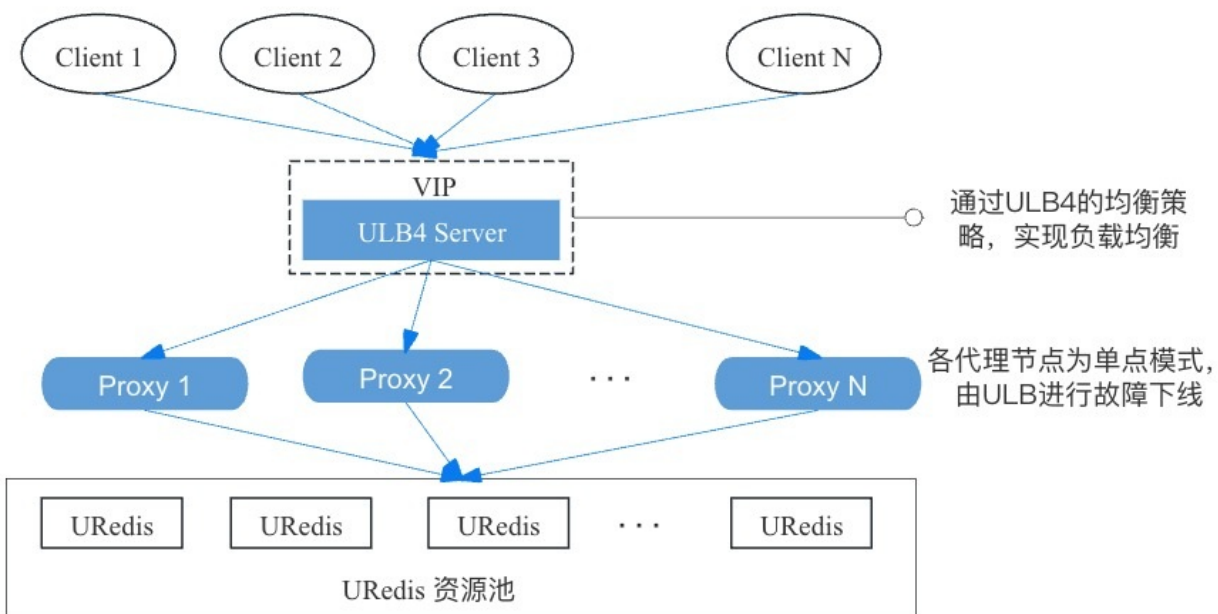 Client 1
Client 2
Client 3
Client N
VIP
ULB4 Server
通过ULB4的均衡策
略，实现负载均衡
Proxy 1
Proxy 2
···
Proxy N
各代理节点为单点模式，
由ULB进行故障下线
URedis
URedis
URedis
···
URedis
URedis 资源池